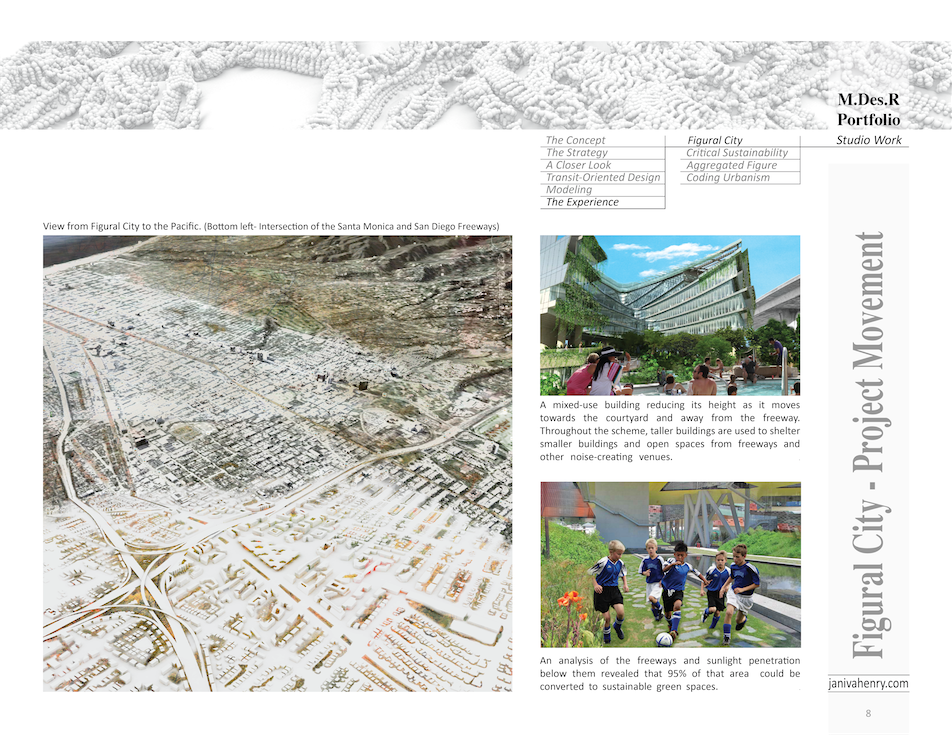 M.Des.R
Portfolio
Studio Work
The Concept
The Strategy
A Closer Look
Transit-Oriented Design
Modeling
The Experience
Figural City
Critical Sustainability
Aggregated Figure
Coding Urbanism
View from Figural City to the Pacific. (Bottom left- Intersection of the Santa Monica and San Diego Freeways)
A mixed-use building reducing its height as it moves
towards the courtyard and away from the freeway.
Throughout the scheme, taller buildings are used to shelter
smaller buildings and open spaces from freeways and
other noise-creating venues.
An analysis of the freeways and sunlight penetration
below them revealed that 95% of that area could be
converted to sustainable green spaces.
Figural City - Project Movement
janivahenry.com
8